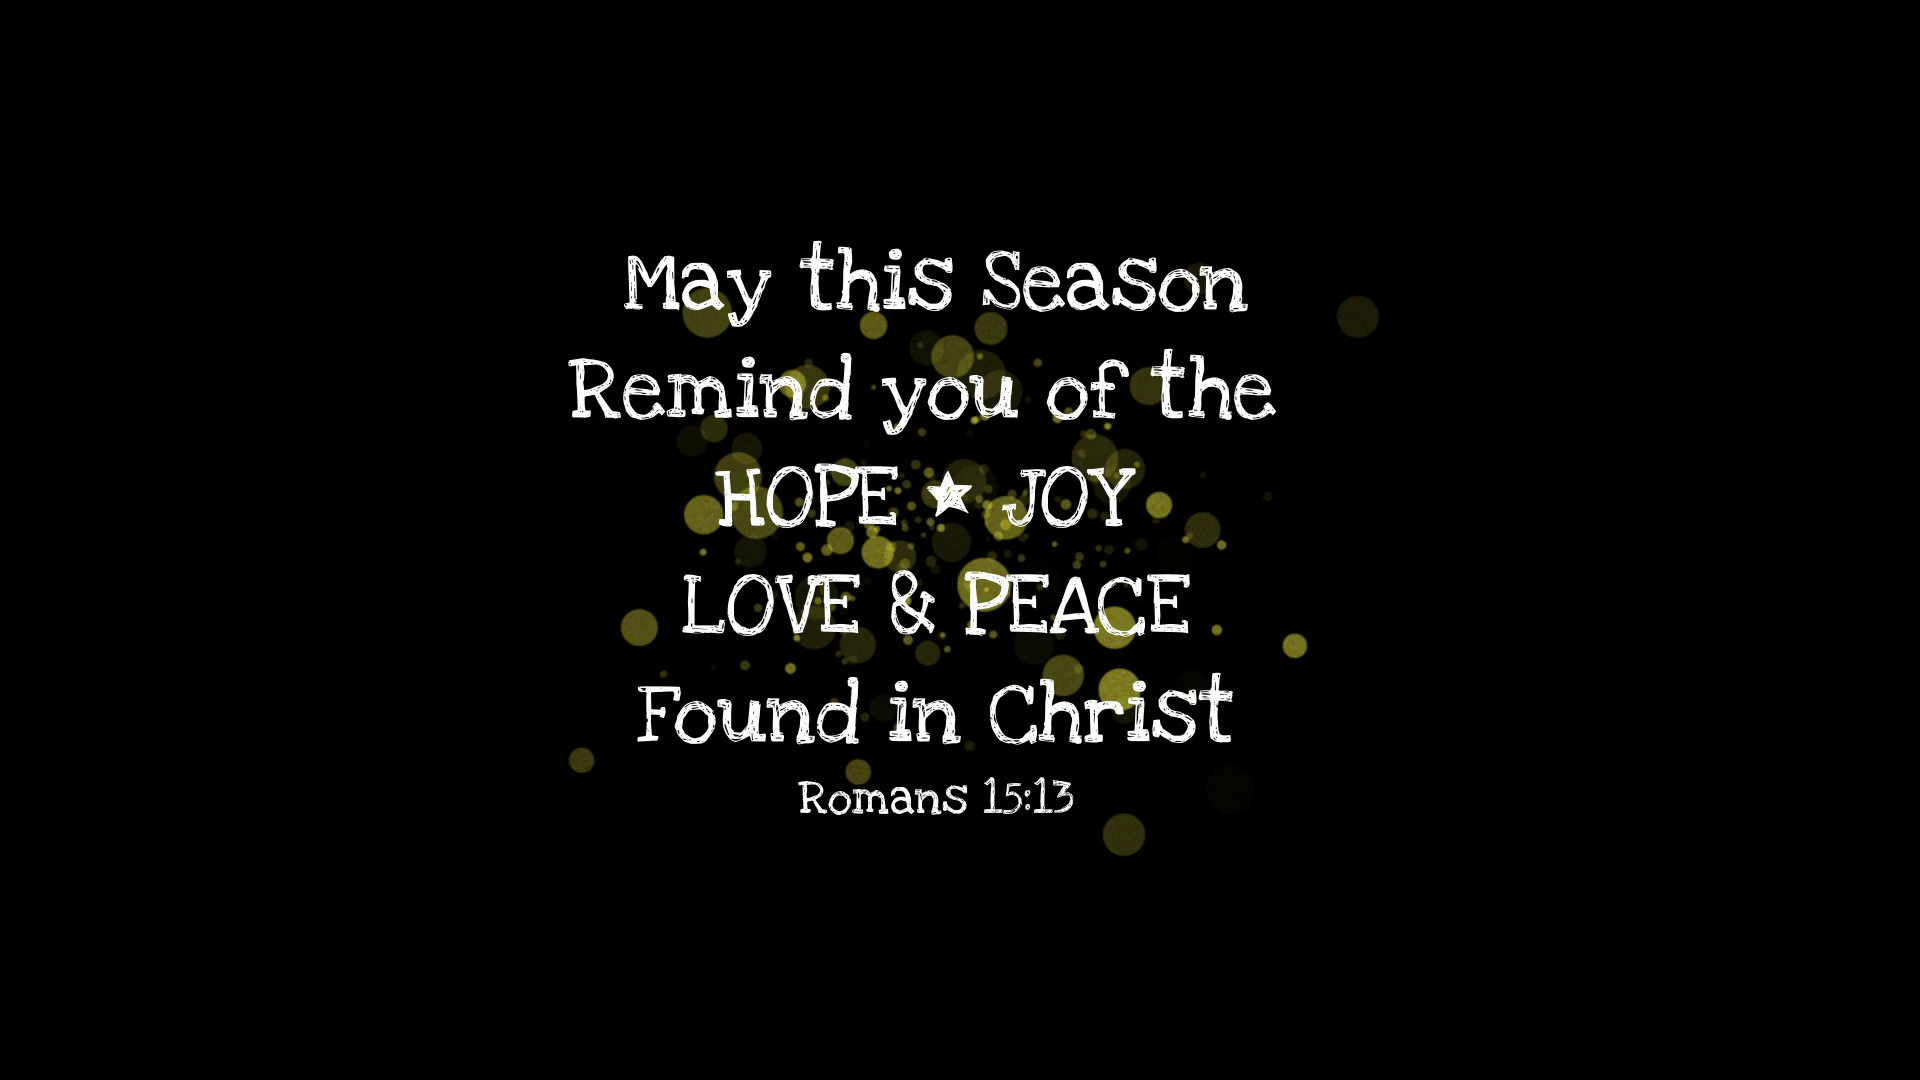 May this Season
Remind you of the
HOPE ★ JOY
LOVE & PEACE
Found in Christ
Romans 15:13